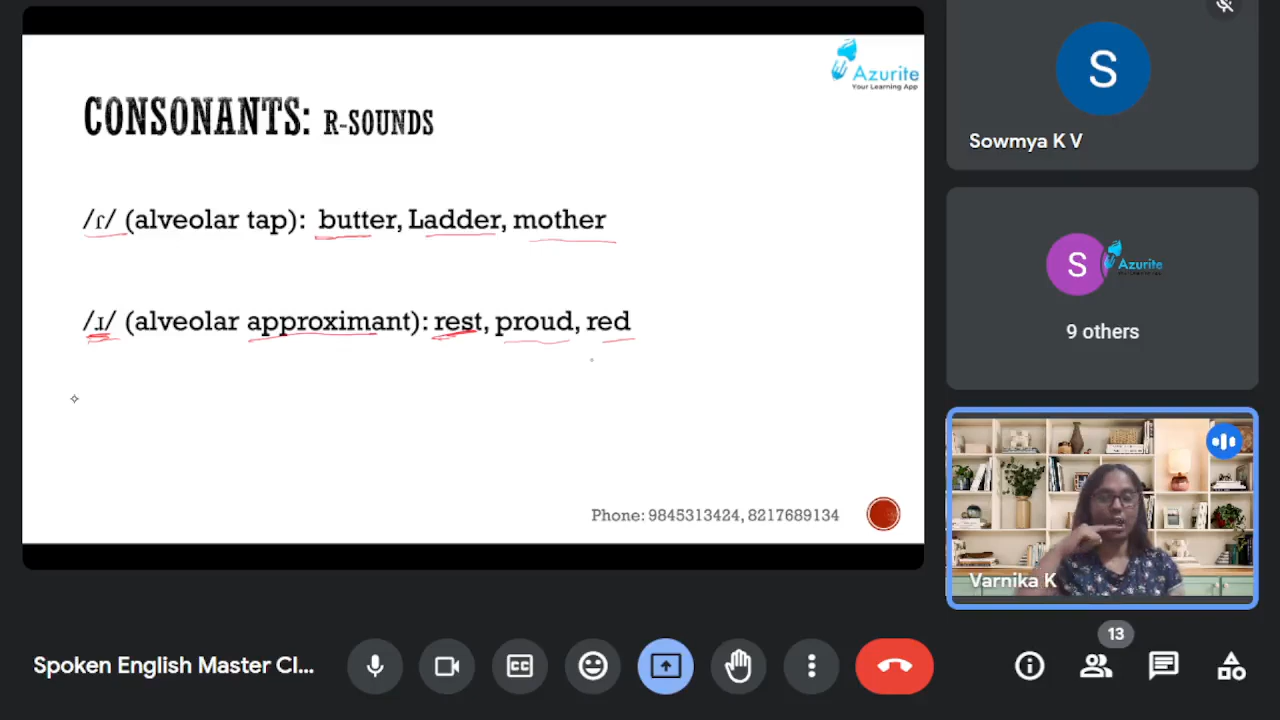 Azurite
Your Learning App
CONSONANTS: R-SOUNDS
/ɾ/ (alveolar tap): butter, Ladder, mother
/ɹ/ (alveolar approximant): rest, proud, red
Phone: 9845313424, 8217689134
S
Sowmya K V
S
Azurite
9 others
Varnika K
Spoken English Master Cl...
CC
13